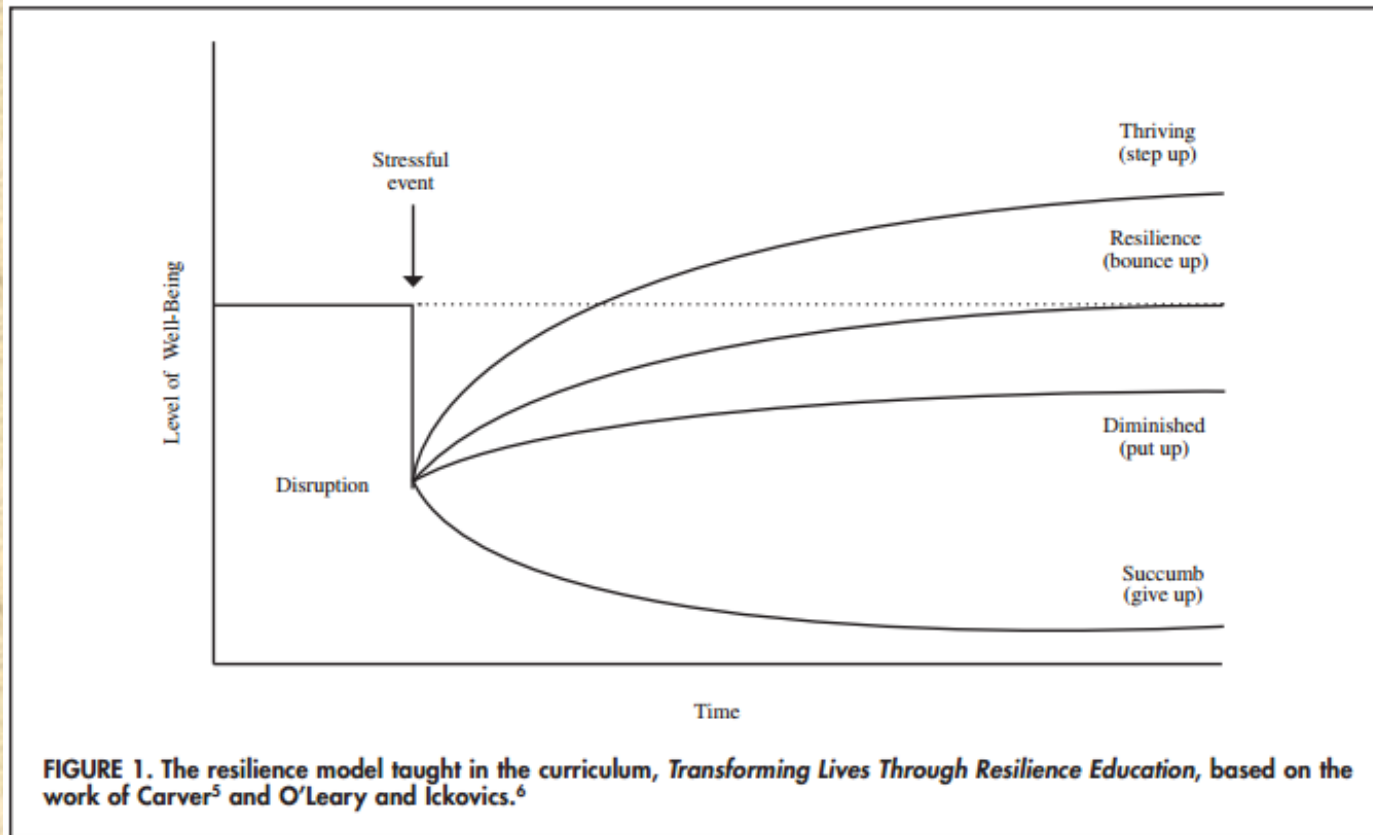 Stressful
event
Thriving
(step up)
Resilience
(bounce up)
Level of Well-Being
Diminished
(put up)
Disruption
Succumb
(give up)
Time
FIGURE 1. The resilience model taught in the curriculum, Transforming Lives Through Resilience Education, based on the
work of Carver⁵ and O'Leary and Ickovics.⁶